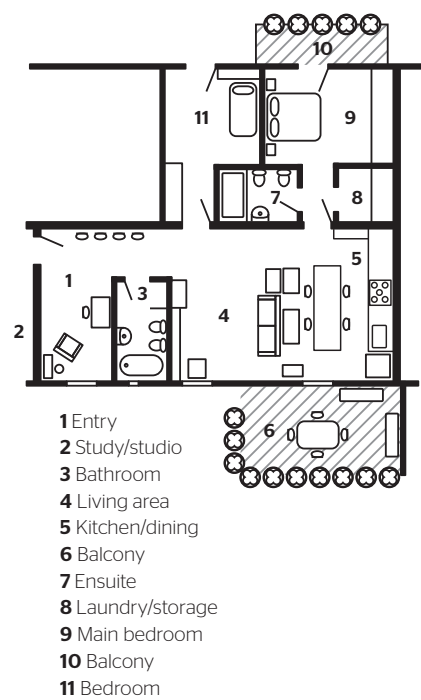 10
11
9
7
8
5
1
3
4
2
6
1 Entry
2 Study/studio
3 Bathroom
4 Living area
5 Kitchen/dining
6 Balcony
7 Ensuite
8 Laundry/storage
9 Main bedroom
10 Balcony
11 Bedroom